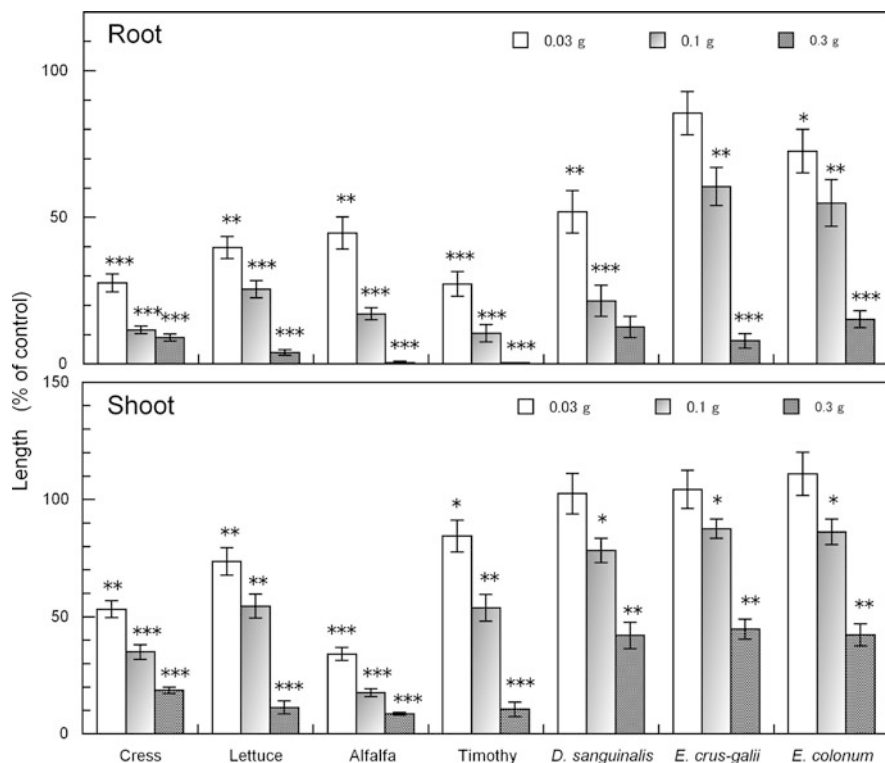 Root
0.03 g 0.1 g 0.3 g
100
50
0
** *
*** ** ** ** **
*** *** *** ***
*** *** *** *** *** ***
*** ***
Length (% of control)
150
Shoot
0.03 g 0.1 g 0.3 g
100
50
0
*
** * * *
** ** ** ** ** **
*** ***
*** *** *** *** ***
Cress Lettuce Alfalfa Timothy D. sanguinalis E. crus-galii E. colonum